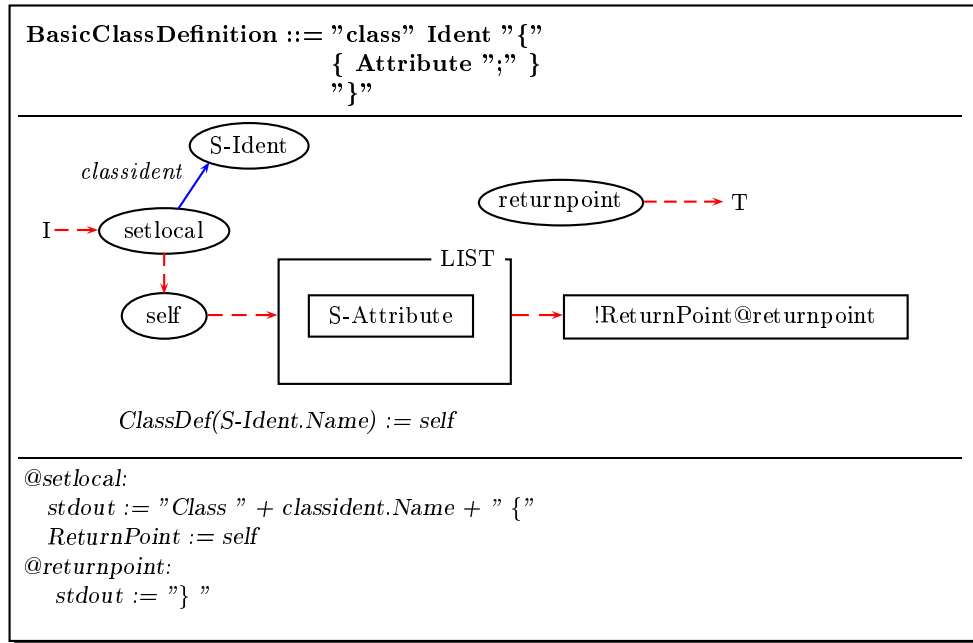 BasicClassDefinition ::= "class" Ident "{"
{ Attribute ";" }
"}"
S-Ident
classident
returnpoint
T
I
setlocal
LIST
self
S-Attribute
!ReturnPoint@returnpoint
ClassDef(S-Ident.Name) := self
@setlocal:
stdout := "Class " + classident.Name + " {"
ReturnPoint := self
@returnpoint:
stdout := "} "